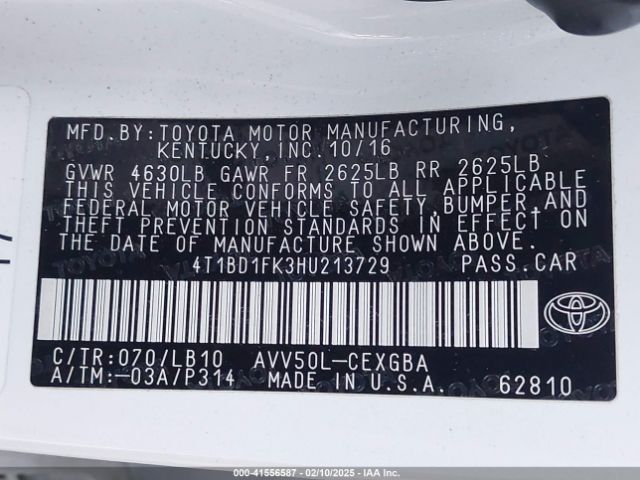 MFD. BY: TOYOTA MOTOR MANUFACTURING,
KENTUCKY, INC. 10/16
GVWR 4630LB GAWR FR 2625LB RR 2625LB
THIS VEHICLE CONFORMS TO ALL APPLICABLE
FEDERAL MOTOR VEHICLE SAFETY, BUMPER, AND
THEFT PREVENTION STANDARDS IN EFFECT ON
THE DATE OF MANUFACTURE SHOWN ABOVE.
4T1BD1FK3HU213729 PASS. CAR
C/TR: 070/LB10 AVV50L-CEXGBA
A/TM: -03A/P314 MADE IN U.S.A. 62810
000-41556587 02/10/2025 IAAI.CA